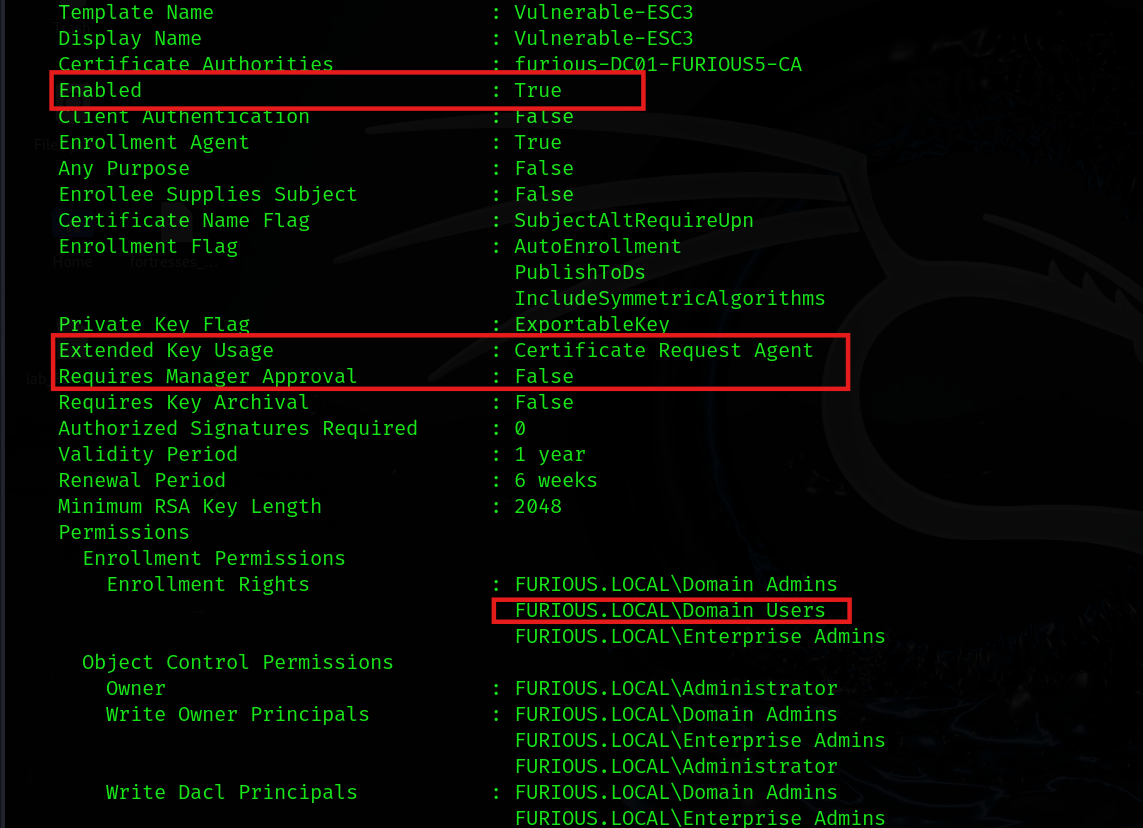 Template Name : Vulnerable-ESC3
Display Name : Vulnerable-ESC3
Certificate Authorities : furious-DC01-FURIOUS5-CA
Enabled : True
Client Authentication : False
Enrollment Agent : True
Any Purpose : False
Enrollee Supplies Subject : False
Certificate Name Flag : SubjectAltRequireUpn
Enrollment Flag : AutoEnrollment
PublishToDs
IncludeSymmetricAlgorithms
Private Key Flag : ExportableKey
Extended Key Usage : Certificate Request Agent
Requires Manager Approval : False
Requires Key Archival : False
Authorized Signatures Required : 0
Validity Period : 1 year
Renewal Period : 6 weeks
Minimum RSA Key Length : 2048
Permissions
Enrollment Permissions
Enrollment Rights : FURIOUS.LOCAL\Domain Admins
FURIOUS.LOCAL\Domain Users
FURIOUS.LOCAL\Enterprise Admins
Object Control Permissions
Owner : FURIOUS.LOCAL\Administrator
Write Owner Principals : FURIOUS.LOCAL\Domain Admins
FURIOUS.LOCAL\Enterprise Admins
FURIOUS.LOCAL\Administrator
Write Dacl Principals : FURIOUS.LOCAL\Domain Admins
FURIOUS.LOCAL\Enterprise Admins
Home